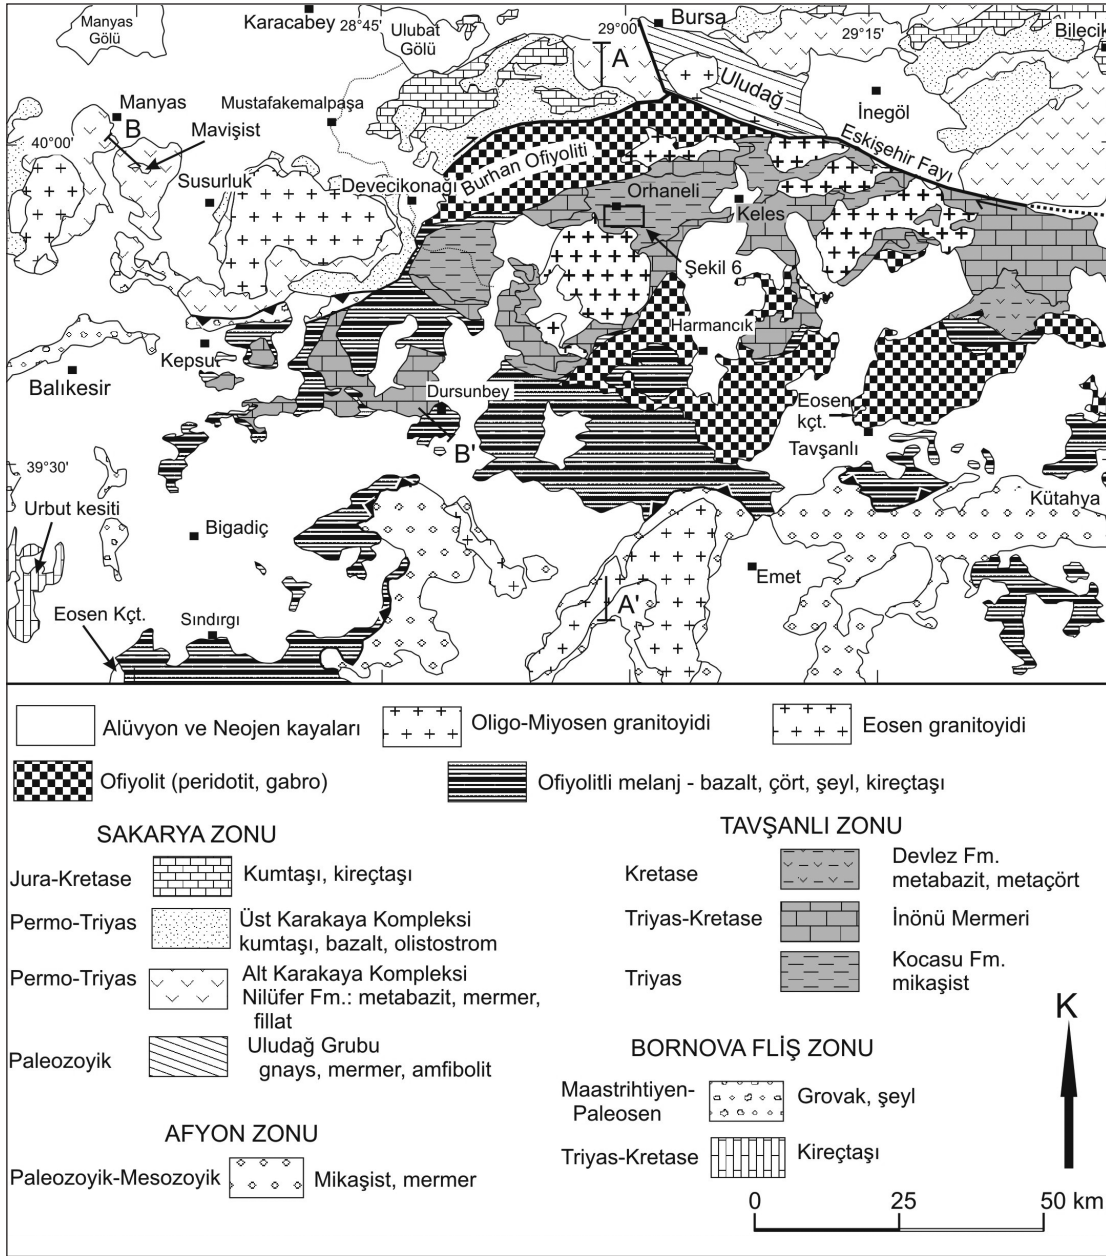 Manyas
Gölü
Karacabey
28°45'
Ulubat
Gölü
29°00'
Bursa
29°15'
Bilecik
A
Uludağ
Manyas
B
Mavişist
Mustafakemalpaşa
İnegöl
40°00'
Susurluk
Devecikonağı
Burhan Ofiyoliti
Eskişehir Fayı
Orhaneli
Keles
Şekil 6
Harmancık
Kepsut
Balıkesir
Dursunbey
Eosen
kçt.
B'
Tavşanlı
39°30'
Urbut kesiti
Bigadiç
Kütahya
Emet
Eosen Kçt.
Sındırgı
A'
Alüvyon ve Neojen kayaları
Oligo-Miyosen granitoyidi
Eosen granitoyidi
Ofiyolit (peridotit, gabro)
Ofiyolitli melanj - bazalt, çört, şeyl, kireçtaşı
SAKARYA ZONU
Jura-Kretase
Kumtaşı, kireçtaşı
Permo-Triyas
Üst Karakaya Kompleksi
kumtaşı, bazalt, olistostrom
Permo-Triyas
Alt Karakaya Kompleksi
Nilüfer Fm.: metabazit, mermer,
fillat
Paleozoyik
Uludağ Grubu
gnays, mermer, amfibolit
AFYON ZONU
Paleozoyik-Mesozoyik
Mikaşist, mermer
TAVŞANLI ZONU
Kretase
Devlez Fm.
metabazit, metaçört
Triyas-Kretase
İnönü Mermeri
Triyas
Kocasu Fm.
mikaşist
K
BORNOVA FLİŞ ZONU
Maastrihtiyen-
Paleosen
Grovak, şeyl
Triyas-Kretase
Kireçtaşı
0
25
50 km